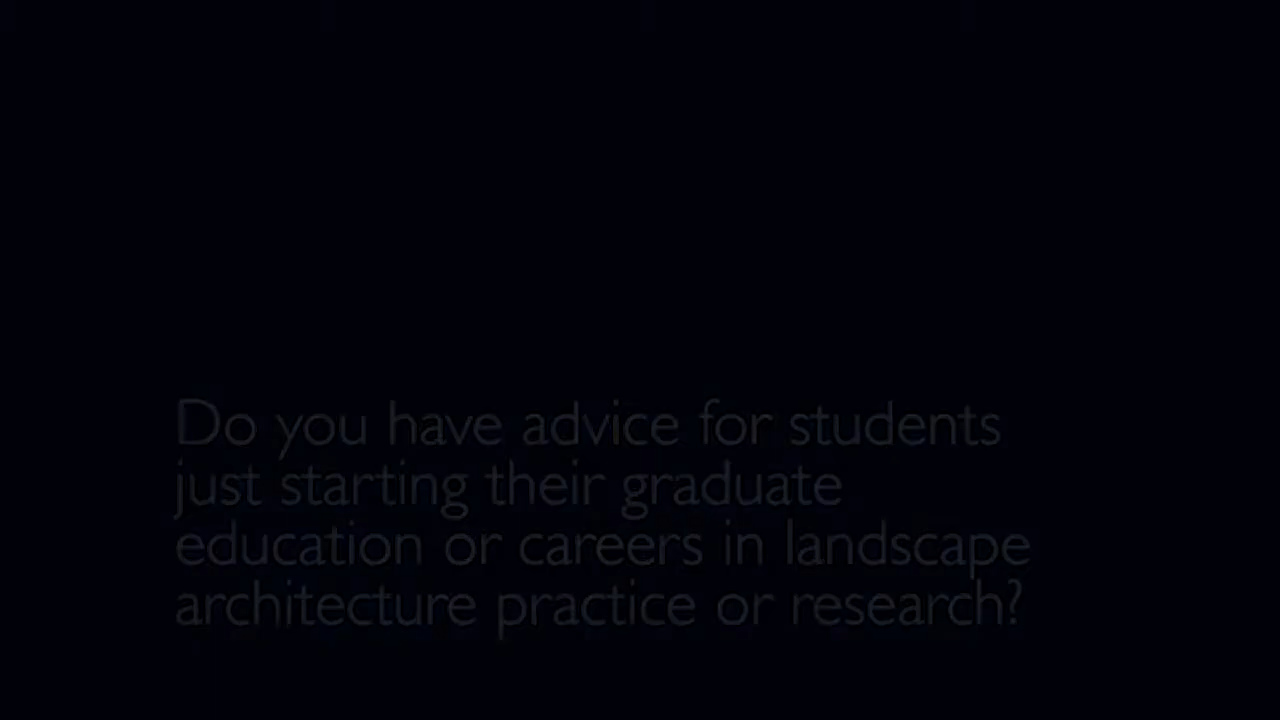 Do you have advice for students
just starting their graduate
education or careers in landscape
architecture practice or research?